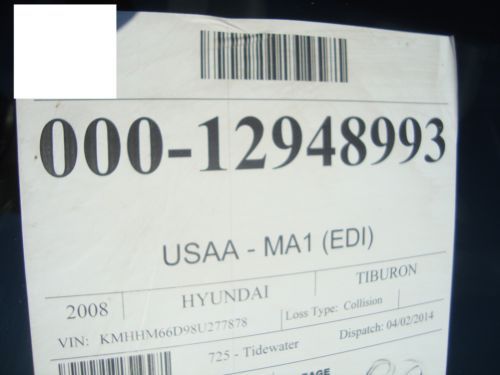 000-12948993
USAA - MA1 (EDI)
2008 HYUNDAI TIBURON
VIN: KMHHM66D98U277878 Loss Type: Collision
725 - Tidewater Dispatch: 04/02/2014